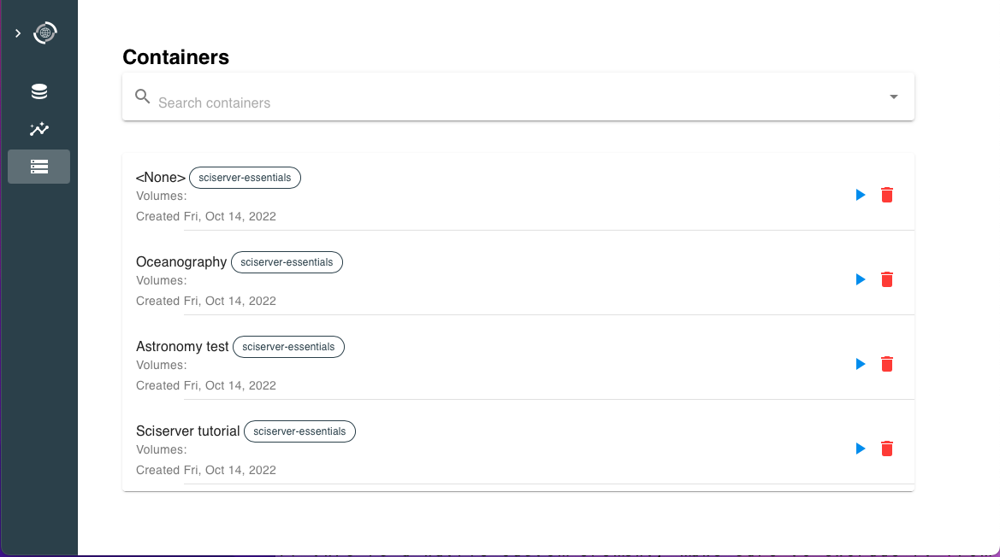 Containers
Search containers
<None> sciserver-essentials
Volumes:
Created Fri, Oct 14, 2022
Oceanography sciserver-essentials
Volumes:
Created Fri, Oct 14, 2022
Astronomy test sciserver-essentials
Volumes:
Created Fri, Oct 14, 2022
Sciserver tutorial sciserver-essentials
Volumes:
Created Fri, Oct 14, 2022